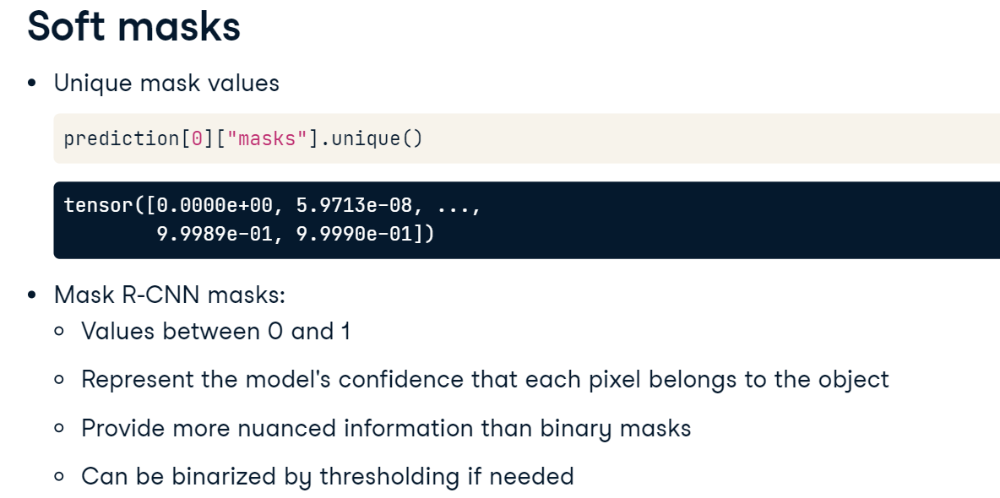 Soft masks
• Unique mask values
prediction[0]["masks"].unique()
tensor([0.0000e+00, 5.9713e-08, ...,
        9.9989e-01, 9.9990e-01])
• Mask R-CNN masks:
◦ Values between 0 and 1
◦ Represent the model's confidence that each pixel belongs to the object
◦ Provide more nuanced information than binary masks
◦ Can be binarized by thresholding if needed